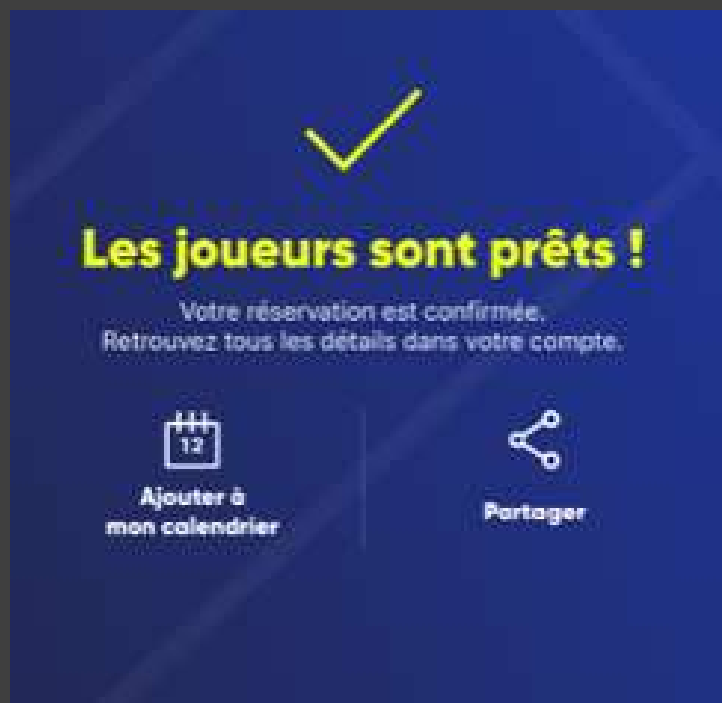 Les joueurs sont prêts !
Votre réservation est confirmée.
Retrouvez tous les détails dans votre compte.
12
Ajouter à
mon calendrier
Partager